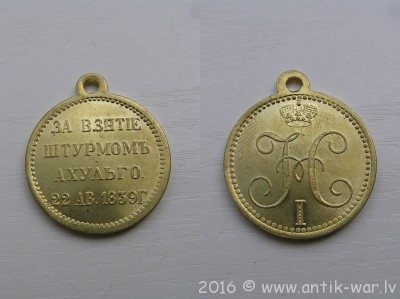 ЗА ВЗЯТІЕ
ШТУРМОМЪ
АХУЛЬГО.
22 АВ. 1839 Г.
Н
I
2016 © www.antik-war.lv